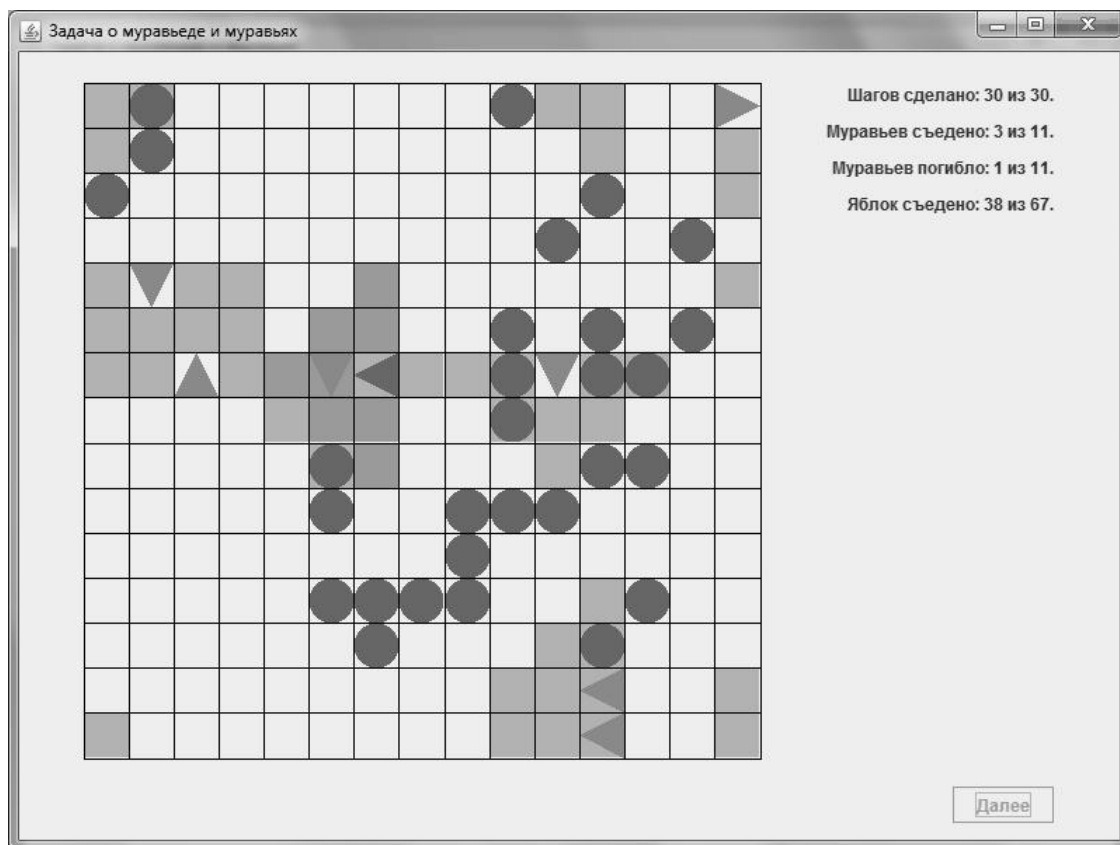 Задача о муравьеде и муравьях
Шагов сделано: 30 из 30.
Муравьев съедено: 3 из 11.
Муравьев погибло: 1 из 11.
Яблок съедено: 38 из 67.
Далее